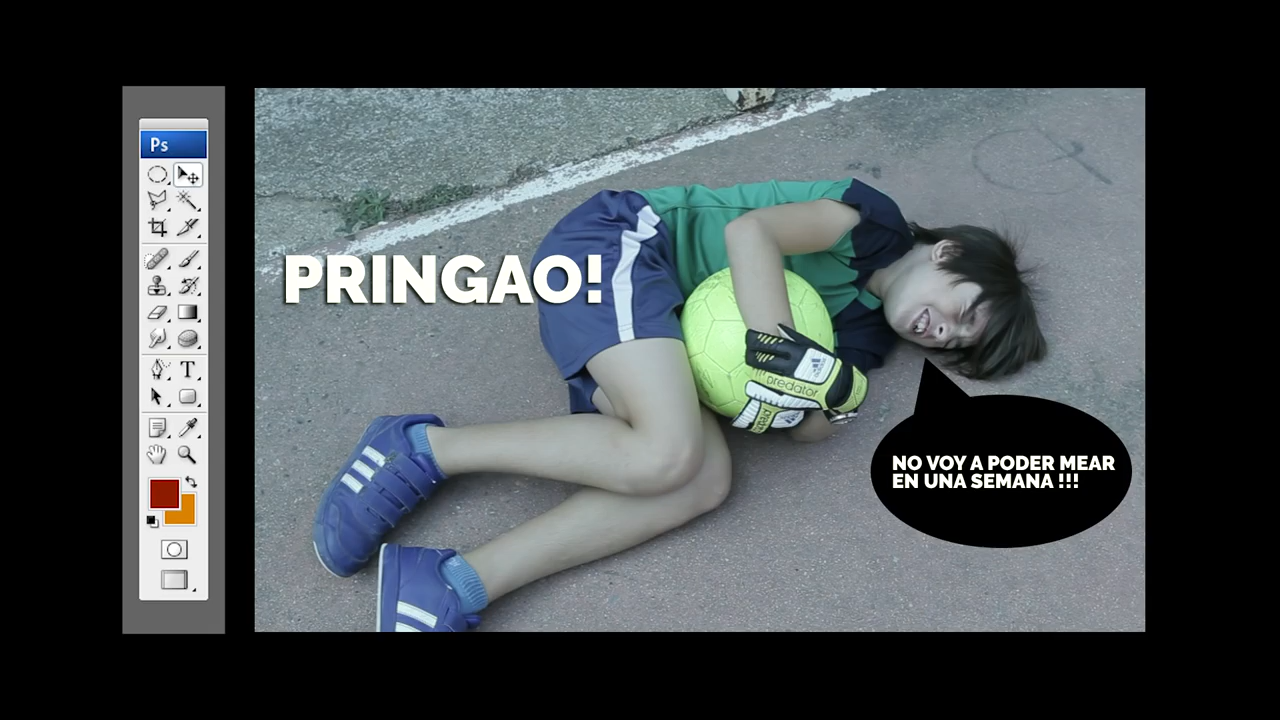 Ps
T
PRINGAO!
predator
NO VOY A PODER MEAR
EN UNA SEMANA !!!